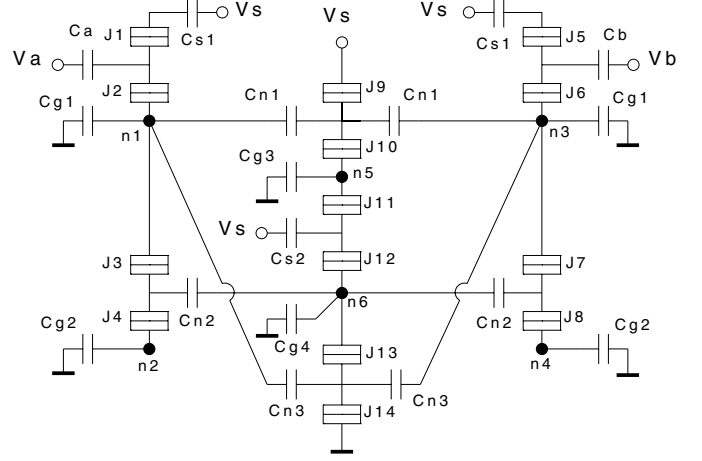 Vs
Vs
Vs
Ca
J1
Cs1
Cs1
J5
Cb
Va
Vb
J2
J9
J6
Cg1
Cn1
Cn1
Cg1
n1
n3
J10
Cg3
n5
J11
Vs
Cs2
J12
J3
J7
n6
J4
Cn2
Cn2
J8
Cg2
Cg4
Cg2
n2
J13
n4
Cn3
Cn3
J14